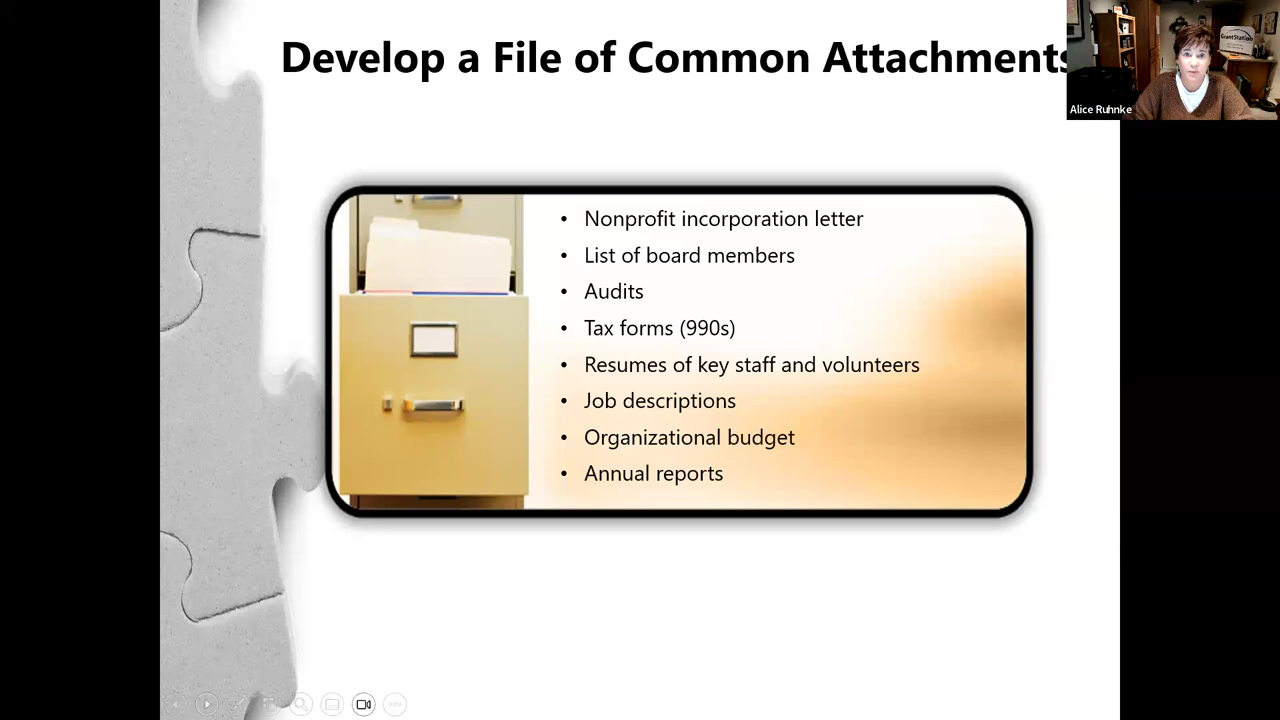 Develop a File of Common Attachments
GrantStation
Alice Ruhnke
• Nonprofit incorporation letter
• List of board members
• Audits
• Tax forms (990s)
• Resumes of key staff and volunteers
• Job descriptions
• Organizational budget
• Annual reports